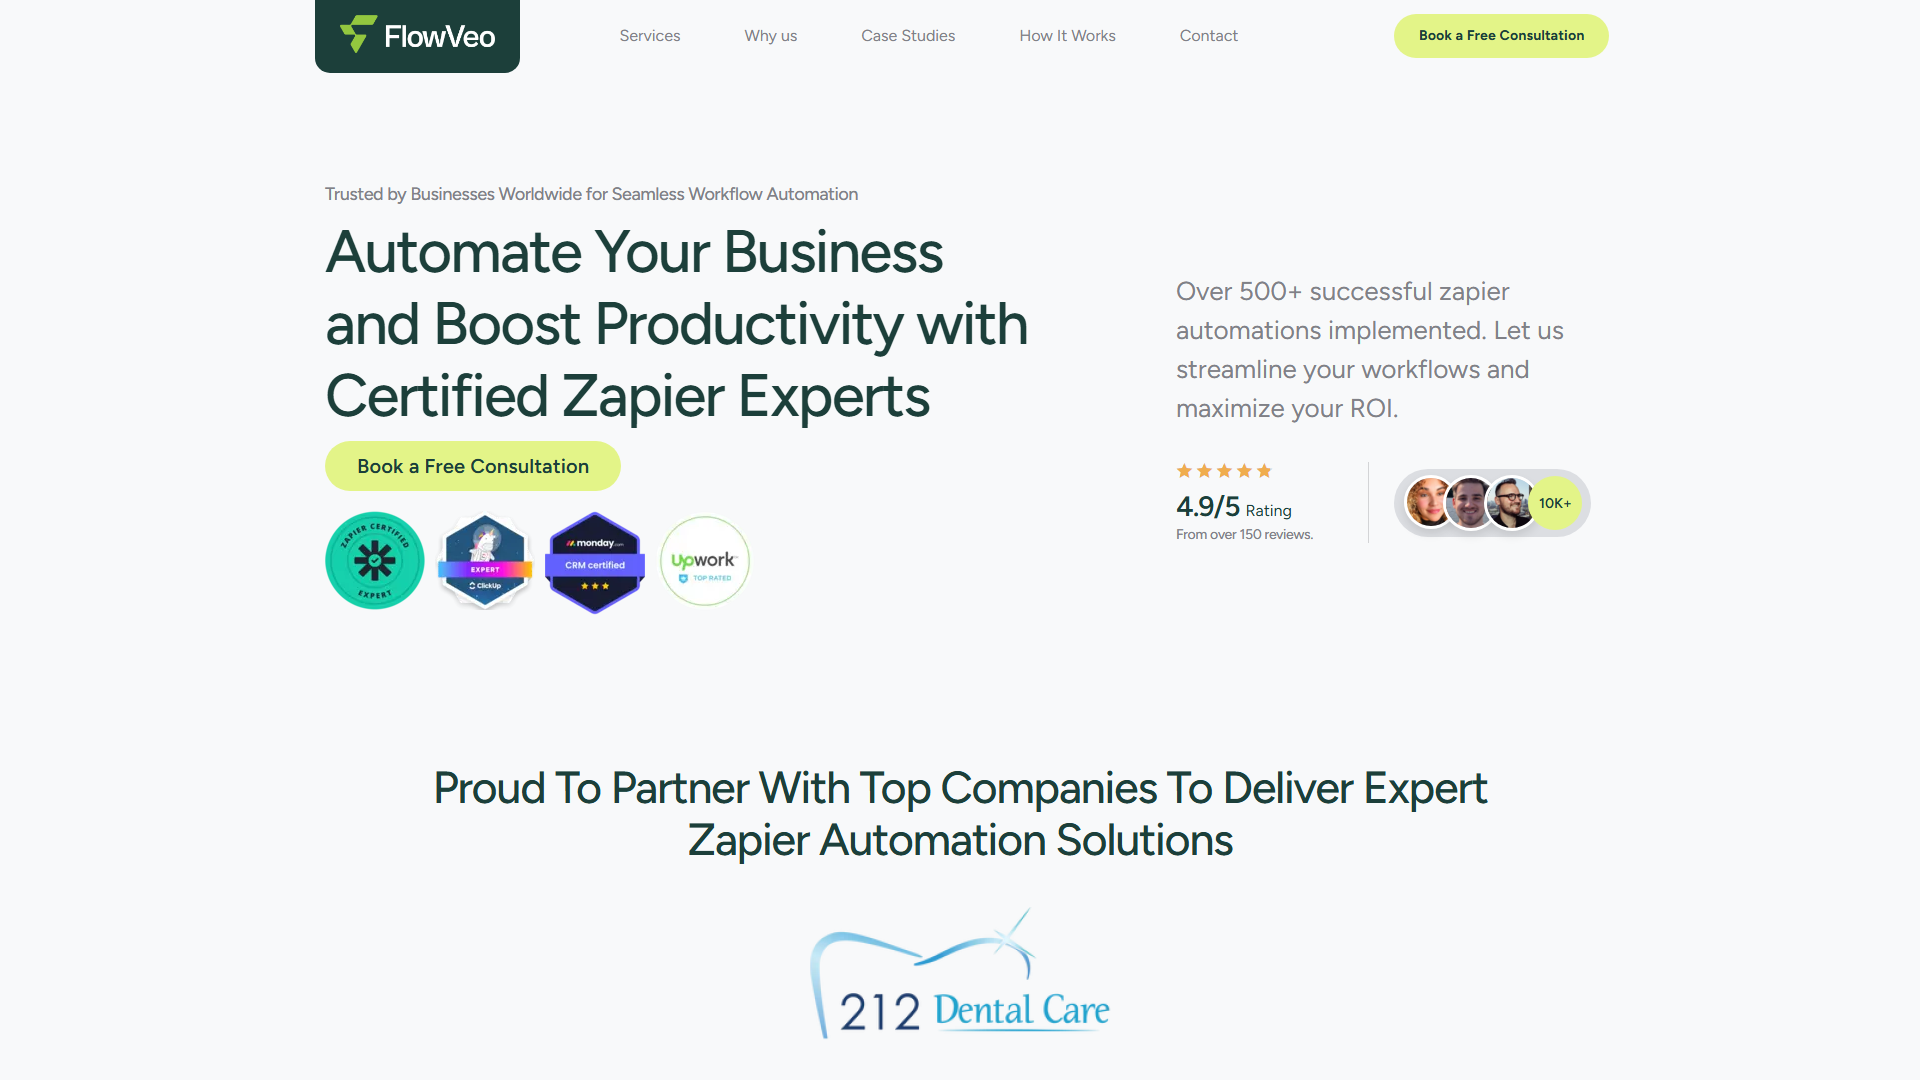 FlowVeo
Services
Why us
Case Studies
How It Works
Contact
Book a Free Consultation
Trusted by Businesses Worldwide for Seamless Workflow Automation
Automate Your Business
and Boost Productivity with
Certified Zapier Experts
Book a Free Consultation
ZAPIER CERTIFIED
EXPERT
EXPERT
ClickUp
monday.com
CRM certified
Upwork
TOP RATED
Over 500+ successful zapier
automations implemented. Let us
streamline your workflows and
maximize your ROI.
4.9/5 Rating
From over 150 reviews.
10K+
Proud To Partner With Top Companies To Deliver Expert
Zapier Automation Solutions
212 Dental Care